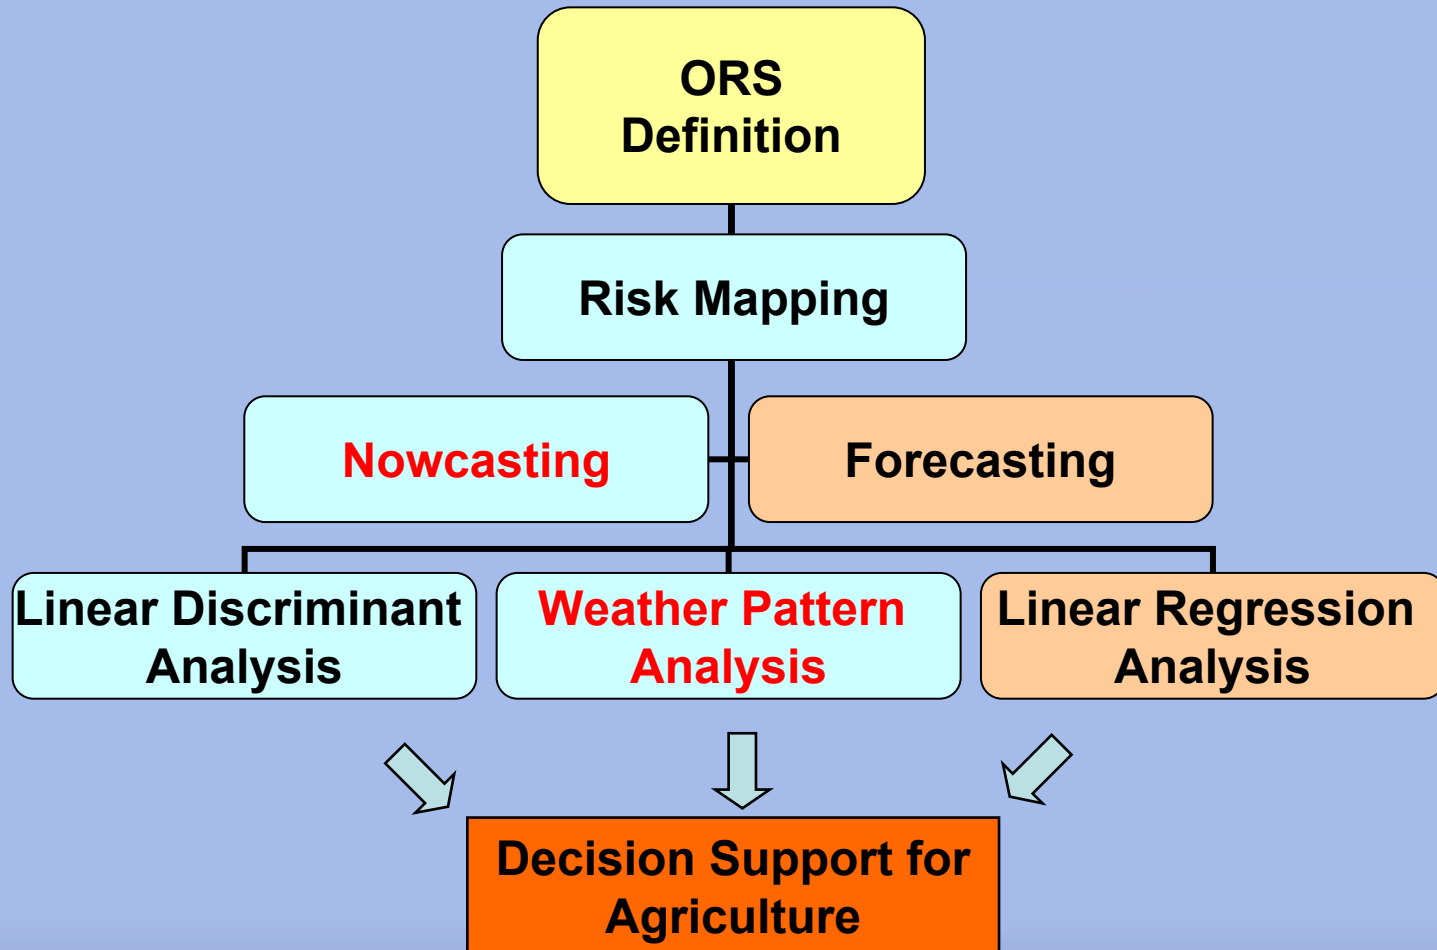 ORS
Definition
Risk Mapping
Nowcasting
Forecasting
Linear Discriminant
Analysis
Weather Pattern
Analysis
Linear Regression
Analysis
Decision Support for
Agriculture